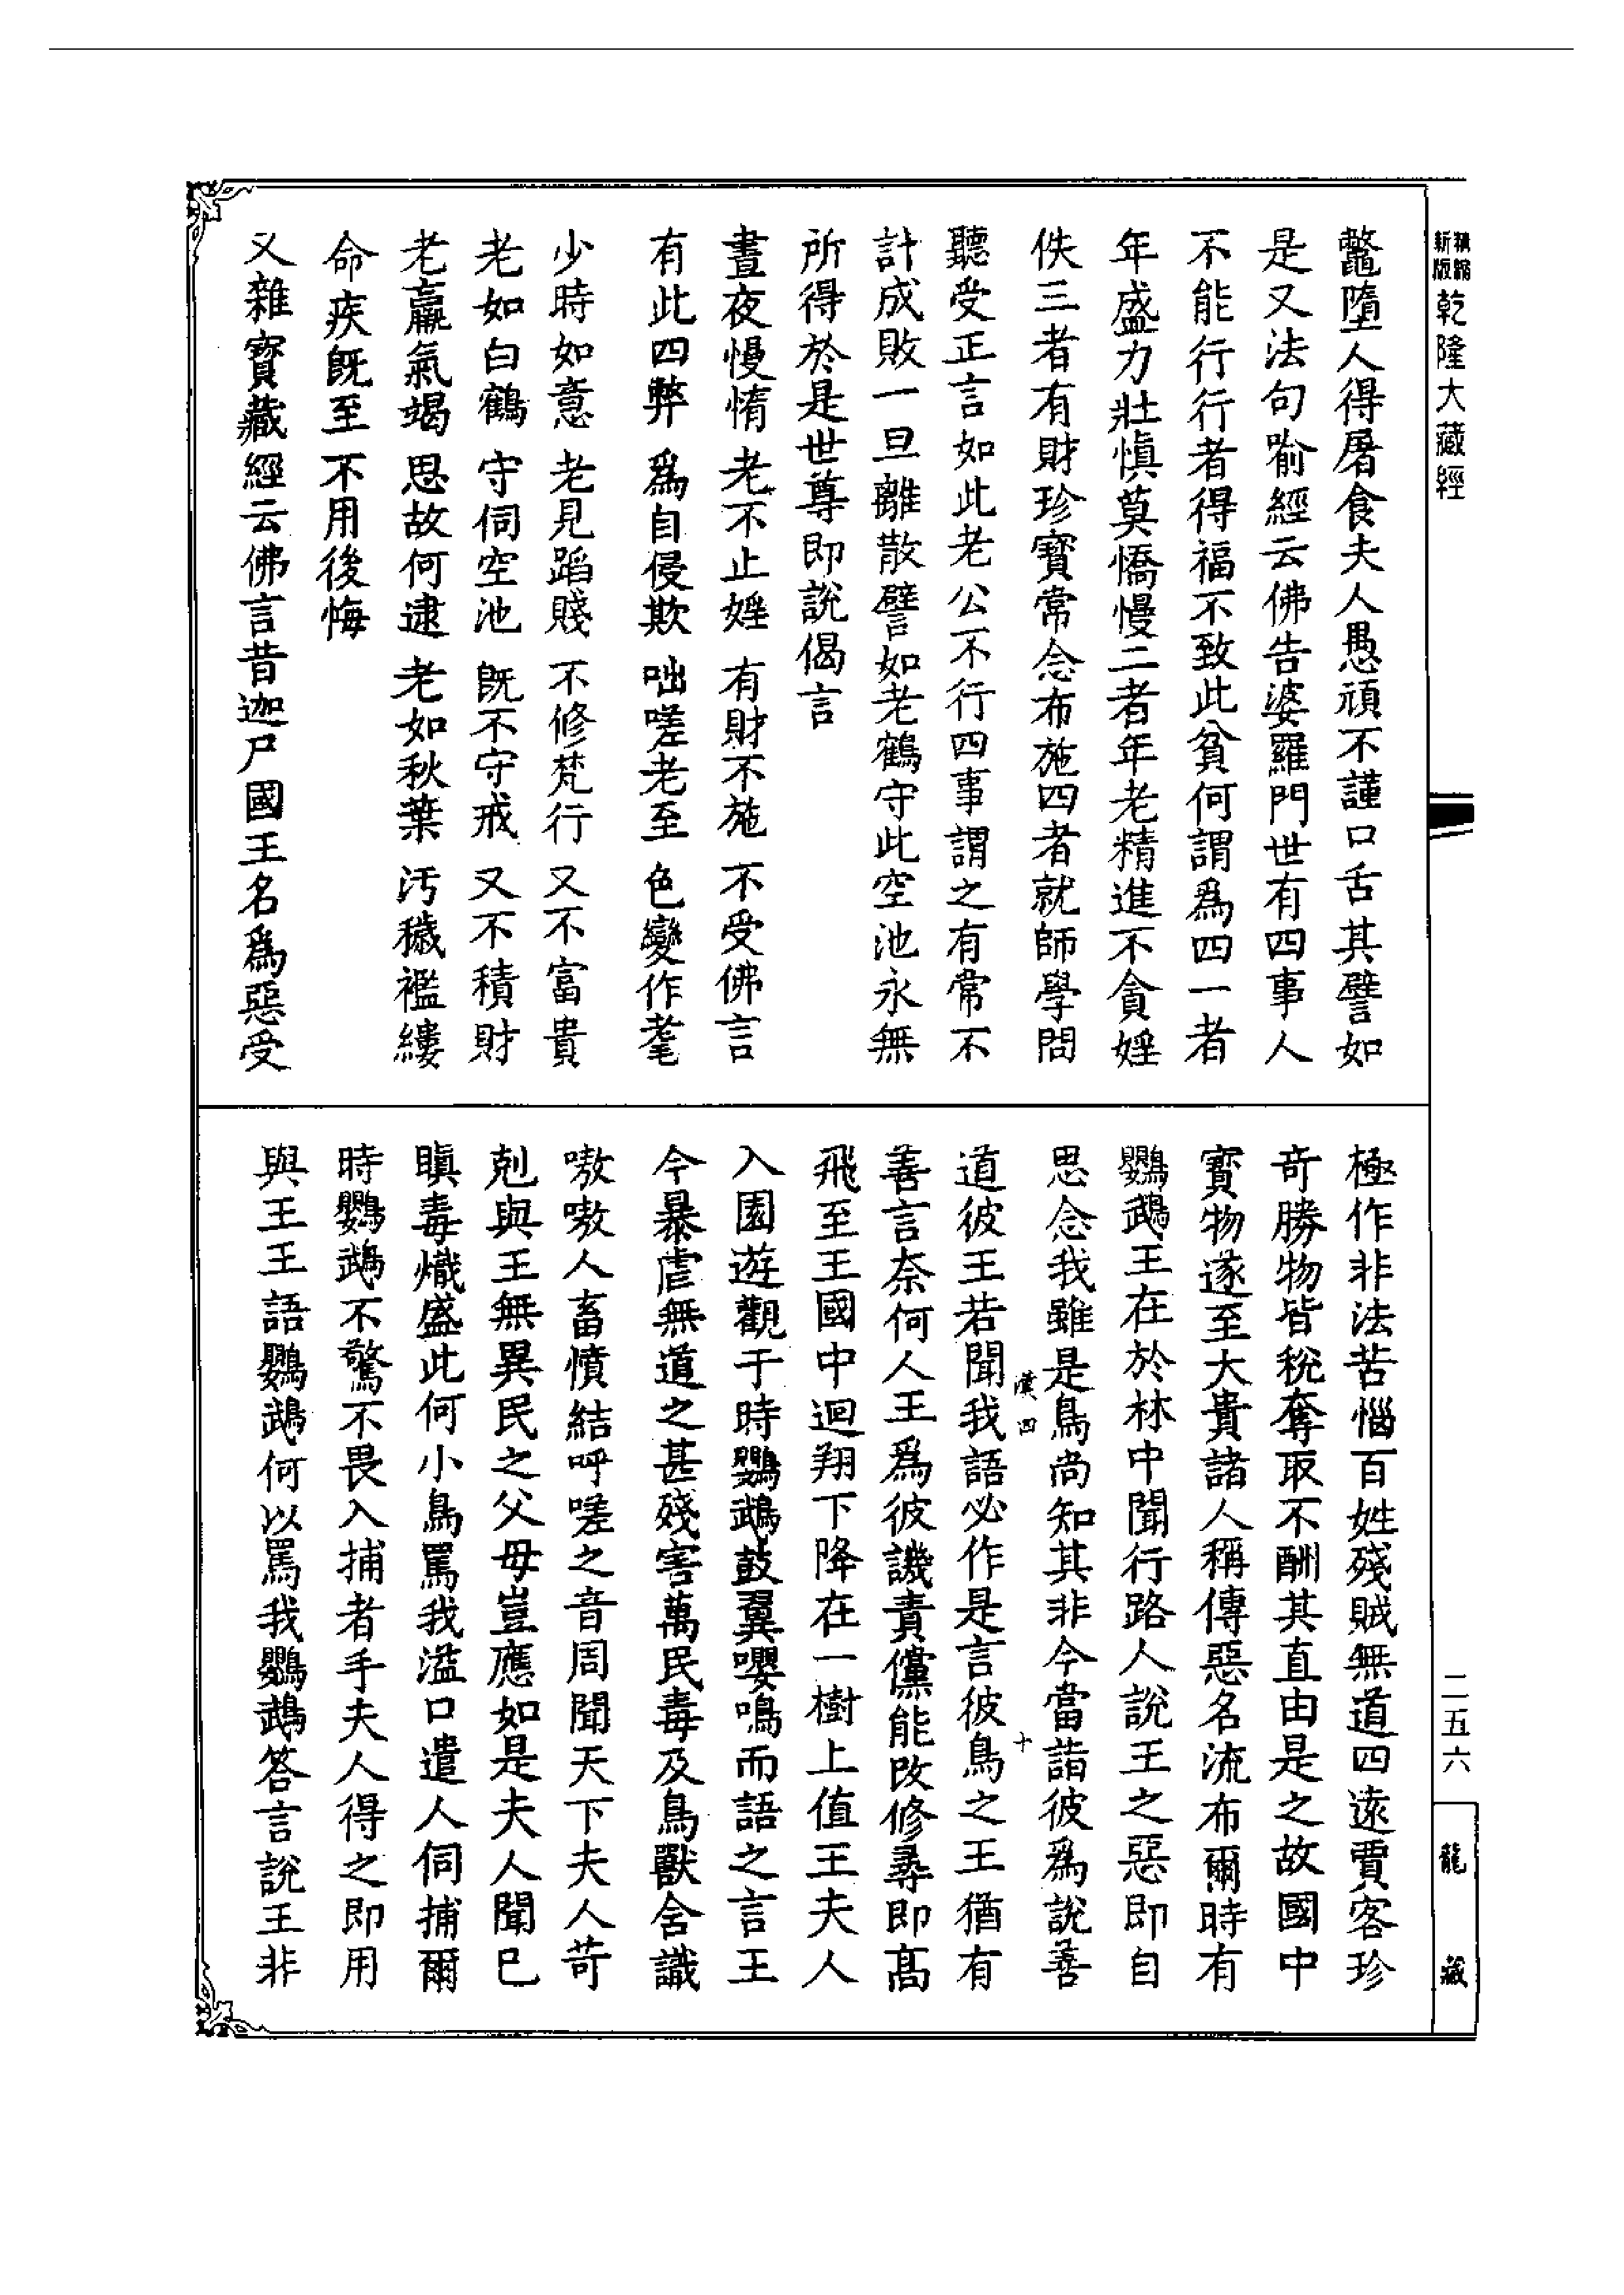 新版精縮乾隆大藏經
鼈墮人得屠食夫人愚頑不謹口舌其譬如
是又法句喻經云佛告婆羅門世有四事人
不能行行者得福不致此貧何謂爲四一者
年盛力壯慎莫憍慢二者年老精進不貪婬
佚三者有財珍寶常念布施四者就師學問
聽受正言如此老公不行四事謂之有常不
計成敗一旦離散譬如老鶴守此空池永無
所得於是世尊即說偈言
晝夜慢惰 老不止婬 有財不施 不受佛言
有此四弊 爲自侵欺 咄嗟老至 色變作耄
少時如意 老見蹈賤 不修梵行 又不富貴
老如白鶴 守伺空池 既不守戒 又不積財
老羸氣竭 思故何逮 老如秋葉 污穢襤縷
命疾既至 不用後悔
又雜寶藏經云佛言昔迦尸國王名爲惡受
極作非法苦惱百姓殘賊無道四遠賈客珍
奇勝物皆稅奪取不酬其直由是之故國中
寶物遂至大貴諸人稱傳惡名流布爾時有
鸚鵡王在於林中聞行路人說王之惡即自
思念我雖是鳥尚知其非今當詣彼爲說善
漢四 十
道彼王若聞我語必作是言彼鳥之王猶有
善言奈何人王爲彼譏責儻能改修尋即高
飛至王國中迴翔下降在一樹上值王夫人
入園遊觀于時鸚鵡鼓翼嚶鳴而語之言王
今暴虐無道之甚殘害萬民毒及鳥獸含識
嗷嗷人畜憤結呼嗟之音周聞天下夫人苛
剋與王無異民之父母豈應如是夫人聞已
瞋毒熾盛此何小鳥罵我溢口遣人伺捕爾
時鸚鵡不驚不畏入捕者手夫人得之即用
與王王語鸚鵡何以罵我鸚鵡答言說王非
二五六
龍藏